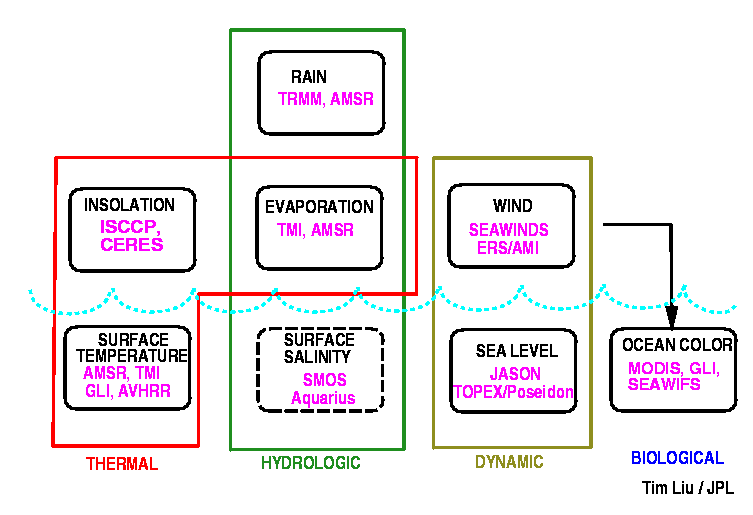 RAIN
TRMM, AMSR
INSOLATION
ISCCP,
CERES
EVAPORATION
TMI, AMSR
WIND
SEAWINDS
ERS/AMI
SURFACE
TEMPERATURE
AMSR, TMI
GLI, AVHRR
SURFACE
SALINITY
SMOS
Aquarius
SEA LEVEL
JASON
TOPEX/Poseidon
OCEAN COLOR
MODIS, GLI,
SEAWIFS
THERMAL
HYDROLOGIC
DYNAMIC
BIOLOGICAL
Tim Liu / JPL